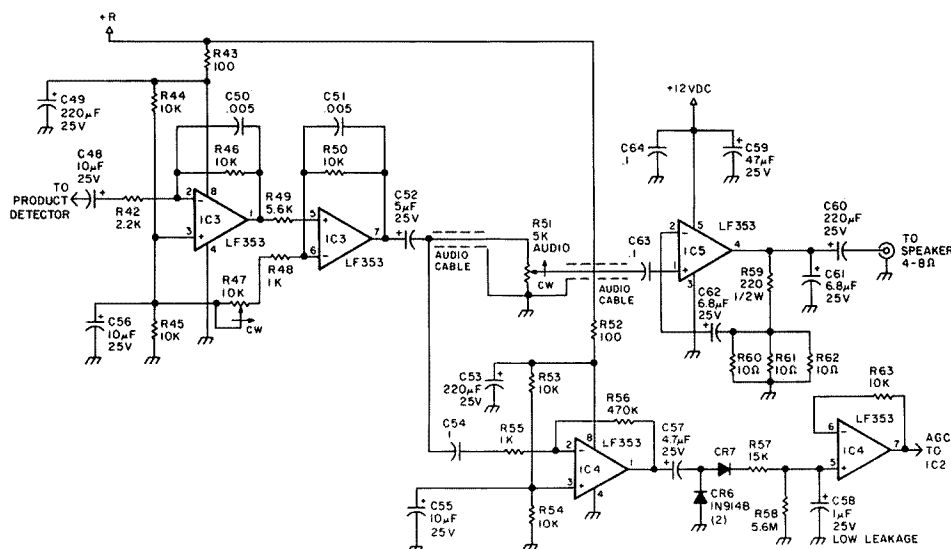 +R
R43
100
C49
220µF
25V
R44
10K
C50
.005
C51
.005
R46
10K
R50
10K
C48
10µF
25V
TO
PRODUCT
DETECTOR
R42
2.2K
2
8
1
3
4
IC3
LF353
R49
5.6K
5
6
7
IC3
LF353
R48
1K
R47
10K
CW
C56
10µF
25V
R45
10K
C52
5µF
25V
AUDIO
CABLE
R51
5K
AUDIO
CW
AUDIO
CABLE
C63
.1
+12VDC
C64
.1
C59
47µF
25V
2
5
4
1
3
IC5
C62
6.8µF
25V
R59
220
1/2W
C60
220µF
25V
C61
6.8µF
25V
TO
SPEAKER
4-8Ω
R60
10Ω
R61
10Ω
R62
10Ω
R52
100
C53
220µF
25V
R53
10K
R56
470K
C54
.1
R55
1K
2
8
1
3
4
IC4
LF353
C55
10µF
25V
R54
10K
C57
4.7µF
25V
CR7
CR6
1N914B
(2)
R57
15K
R58
5.6M
C58
1µF
25V
LOW LEAKAGE
R63
10K
6
5
7
IC4
LF353
AGC
TO
IC2